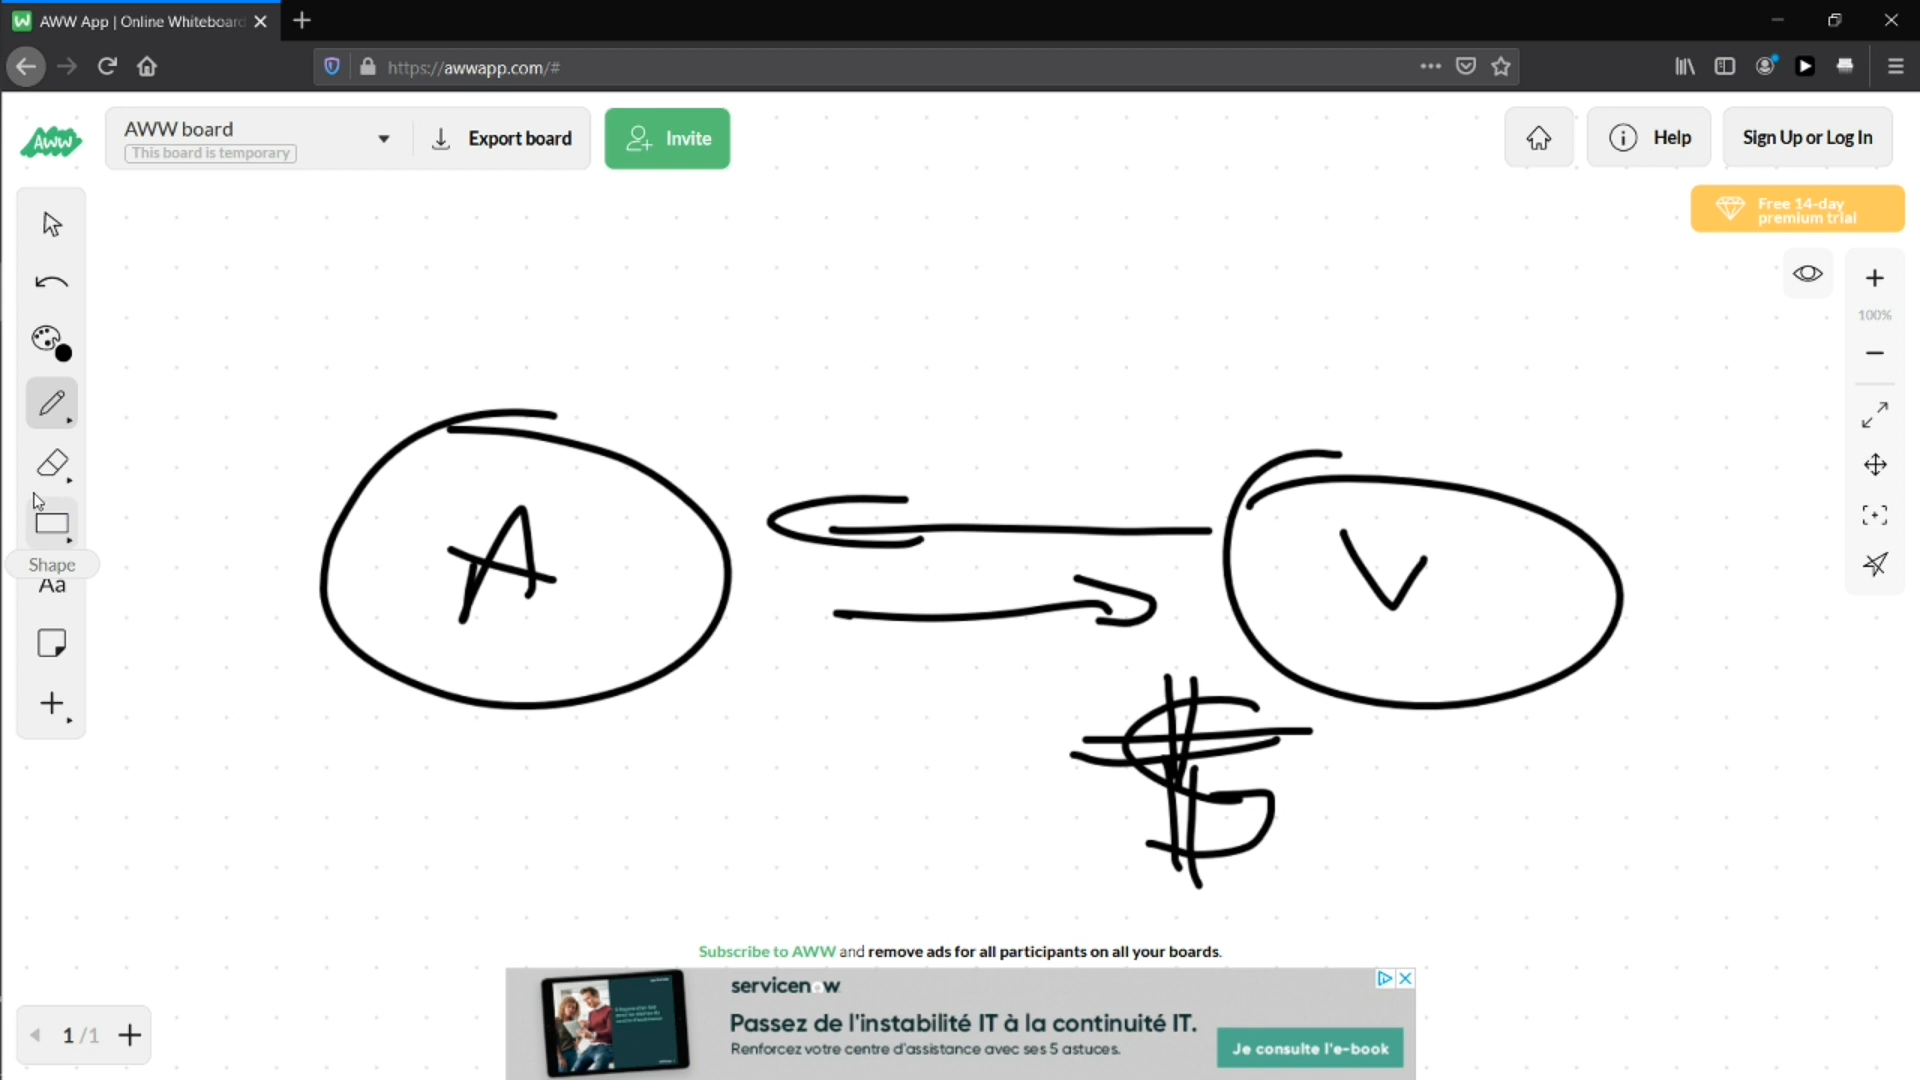 AWW App | Online Whiteboard
https://awwapp.com/#
AWW
AWW board
This board is temporary
Export board
Invite
Help
Sign Up or Log In
Free 14-day
premium trial
100%
Shape
Aa
A
V
$
Subscribe to AWW and remove ads for all participants on all your boards.
servicenow
Passez de l'instabilité IT à la continuité IT.
Renforcez votre centre d'assistance avec ses 5 astuces.
Je consulte l'e-book
1/1